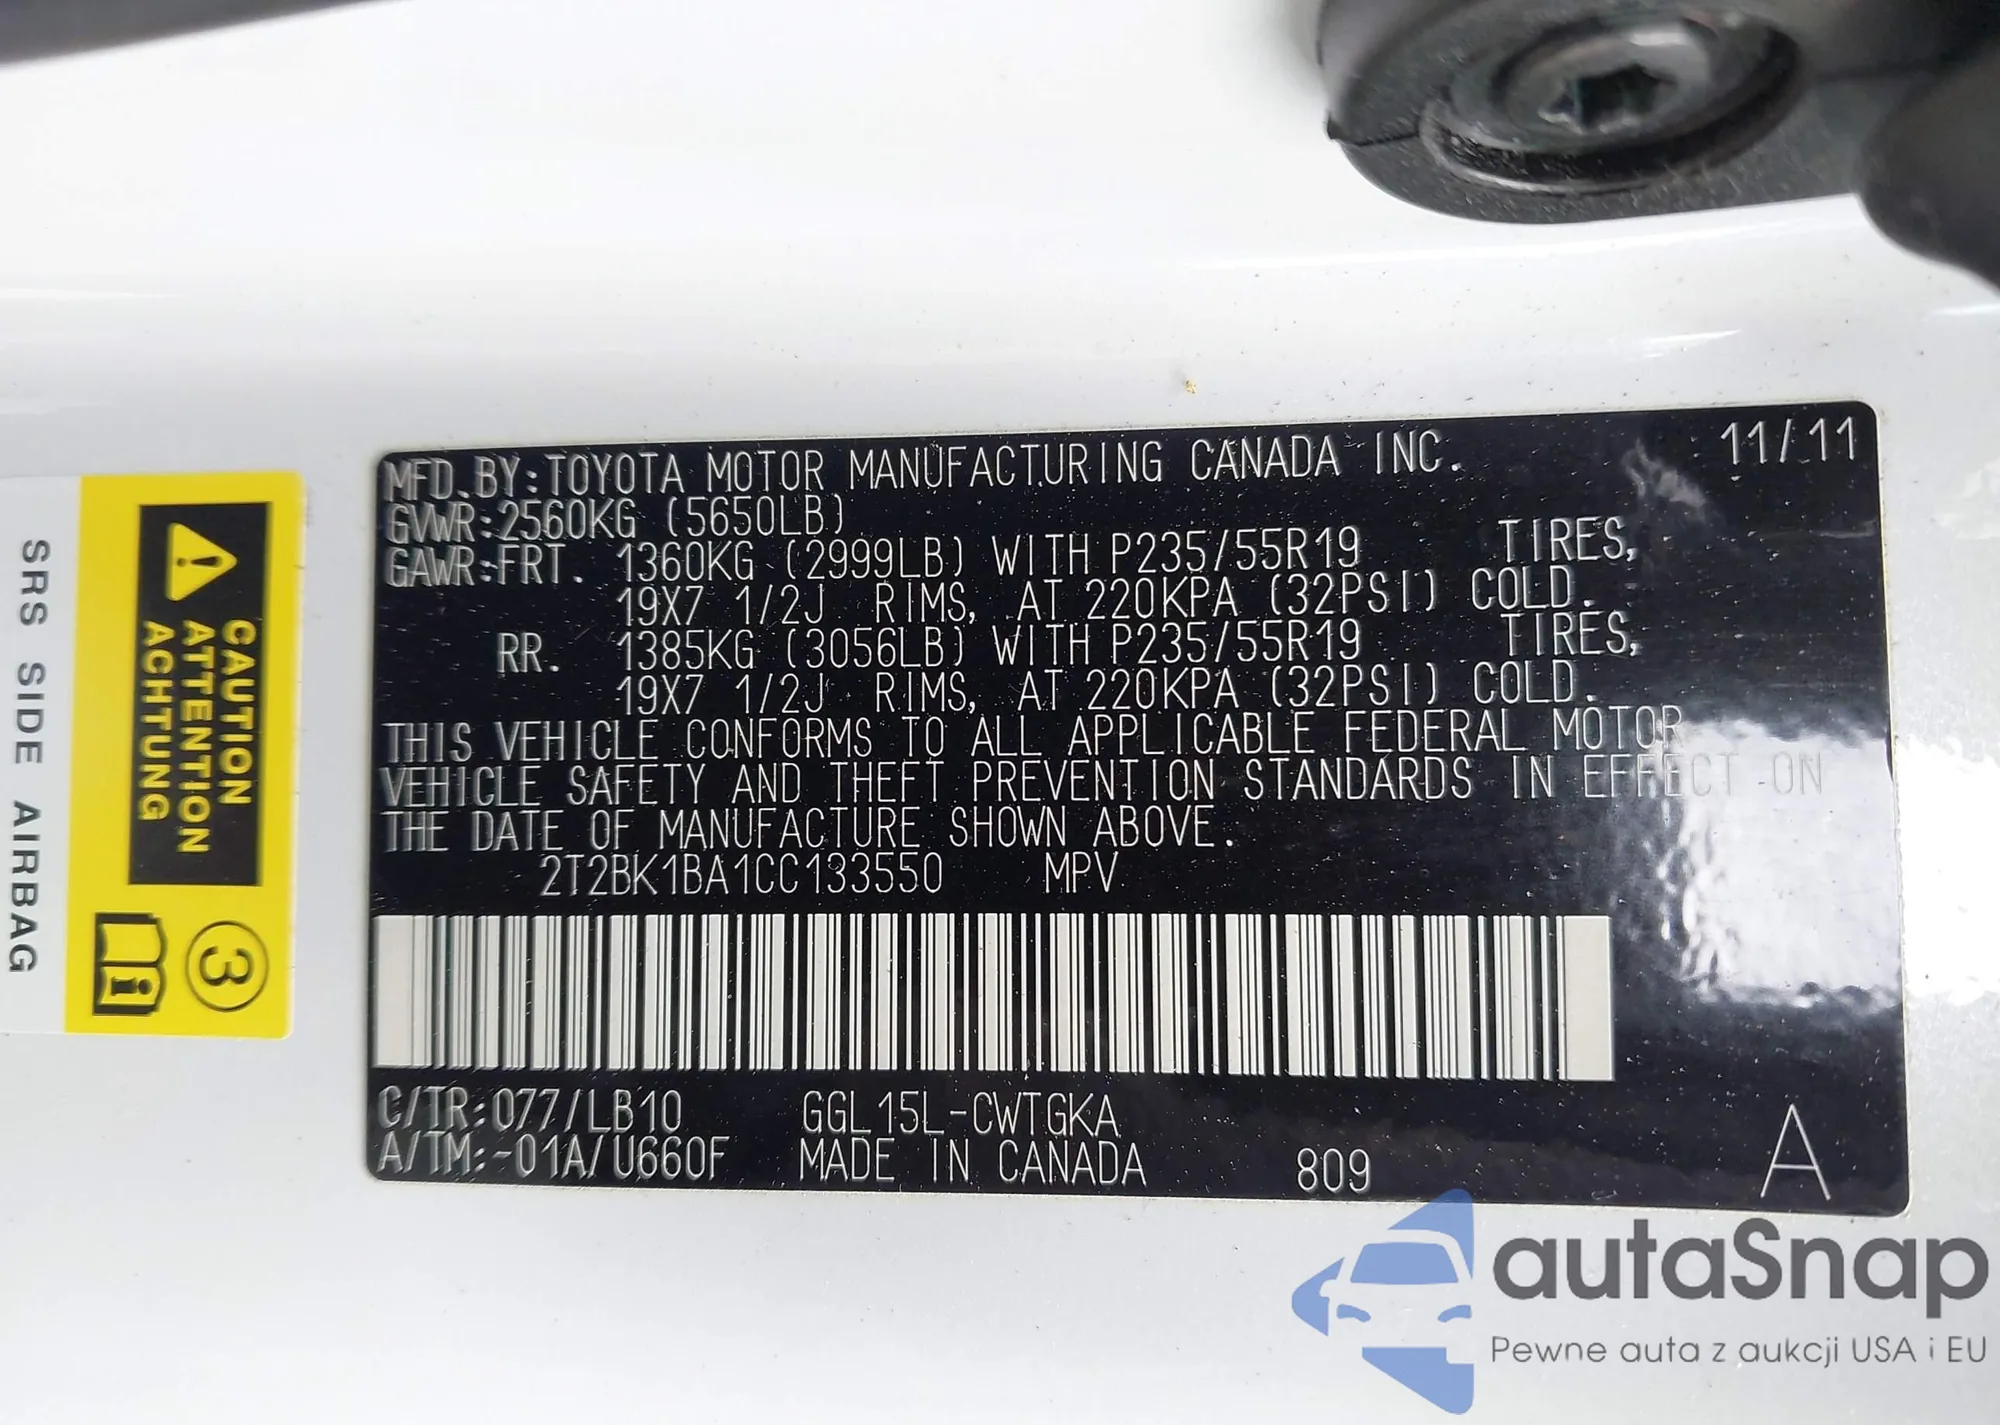 MFD. BY: TOYOTA MOTOR MANUFACTURING CANADA INC. 11/11
GVWR: 2560KG (5650LB)
GAWR: FRT. 1360KG (2999LB) WITH P235/55R19 TIRES,
19X7 1/2J RIMS, AT 220KPA (32PSI) COLD.
RR. 1385KG (3056LB) WITH P235/55R19 TIRES,
19X7 1/2J RIMS, AT 220KPA (32PSI) COLD.
THIS VEHICLE CONFORMS TO ALL APPLICABLE FEDERAL MOTOR
VEHICLE SAFETY AND THEFT PREVENTION STANDARDS IN EFFECT ON
THE DATE OF MANUFACTURE SHOWN ABOVE.
2T2BK1BA1CC133550 MPV
C/TR: 077/LB10 GGL15L-CWTGKA
A/TM: -01A/U660F MADE IN CANADA 809 A
CAUTION
ATTENTION
ACHTUNG
3
SRS SIDE AIRBAG
autaSnap
Pewne auta z aukcji USA i EU